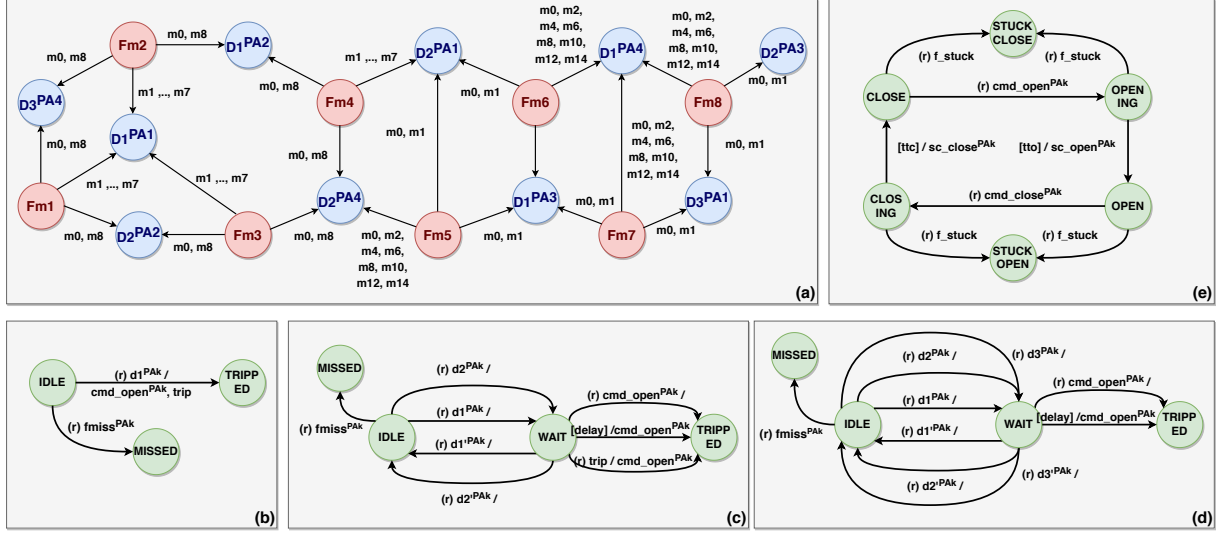 Fm2
m0, m8
D1PA2
m0, m8
D3PA4
m1 ,.., m7
m0, m8
D1PA1
m1 ,.., m7
m1 ,.., m7
Fm1
m0, m8
D2PA2
m0, m8
Fm3
m0, m8
m1 ,.., m7
D2PA1
m0, m8
Fm4
m0, m1
m0, m1
m0, m8
D2PA4
m0, m2,
m4, m6,
m8, m10,
m12, m14
Fm5
m0, m1
m0, m2,
m4, m6,
m8, m10,
m12, m14
D1PA4
Fm6
D1PA3
m0, m1
Fm7
m0, m1
m0, m2,
m4, m6,
m8, m10,
m12, m14
m0, m2,
m4, m6,
m8, m10,
m12, m14
D2PA3
m0, m1
Fm8
m0, m1
D3PA1
(a)
STUCK
CLOSE
(r) f_stuck
(r) f_stuck
CLOSE
(r) cmd_openPAk
OPEN
ING
[ttc] / sc_closePAk
[tto] / sc_openPAk
CLOS
ING
(r) cmd_closePAk
OPEN
(r) f_stuck
(r) f_stuck
STUCK
OPEN
(e)
IDLE
(r) d1PAk /
cmd_openPAk, trip
TRIPP
ED
(r) fmissPAk
MISSED
(b)
MISSED
(r) d2PAk /
(r) fmissPAk
IDLE
(r) d1PAk /
(r) d1'PAk /
WAIT
(r) cmd_openPAk /
[delay] /cmd_openPAk
(r) trip / cmd_openPAk
TRIPP
ED
(r) d2'PAk /
(c)
MISSED
(r) d2PAk /
(r) d3PAk /
(r) fmissPAk
IDLE
(r) d1PAk /
(r) d1'PAk /
WAIT
(r) cmd_openPAk /
[delay] /cmd_openPAk
TRIPP
ED
(r) d2'PAk /
(r) d3'PAk /
(d)